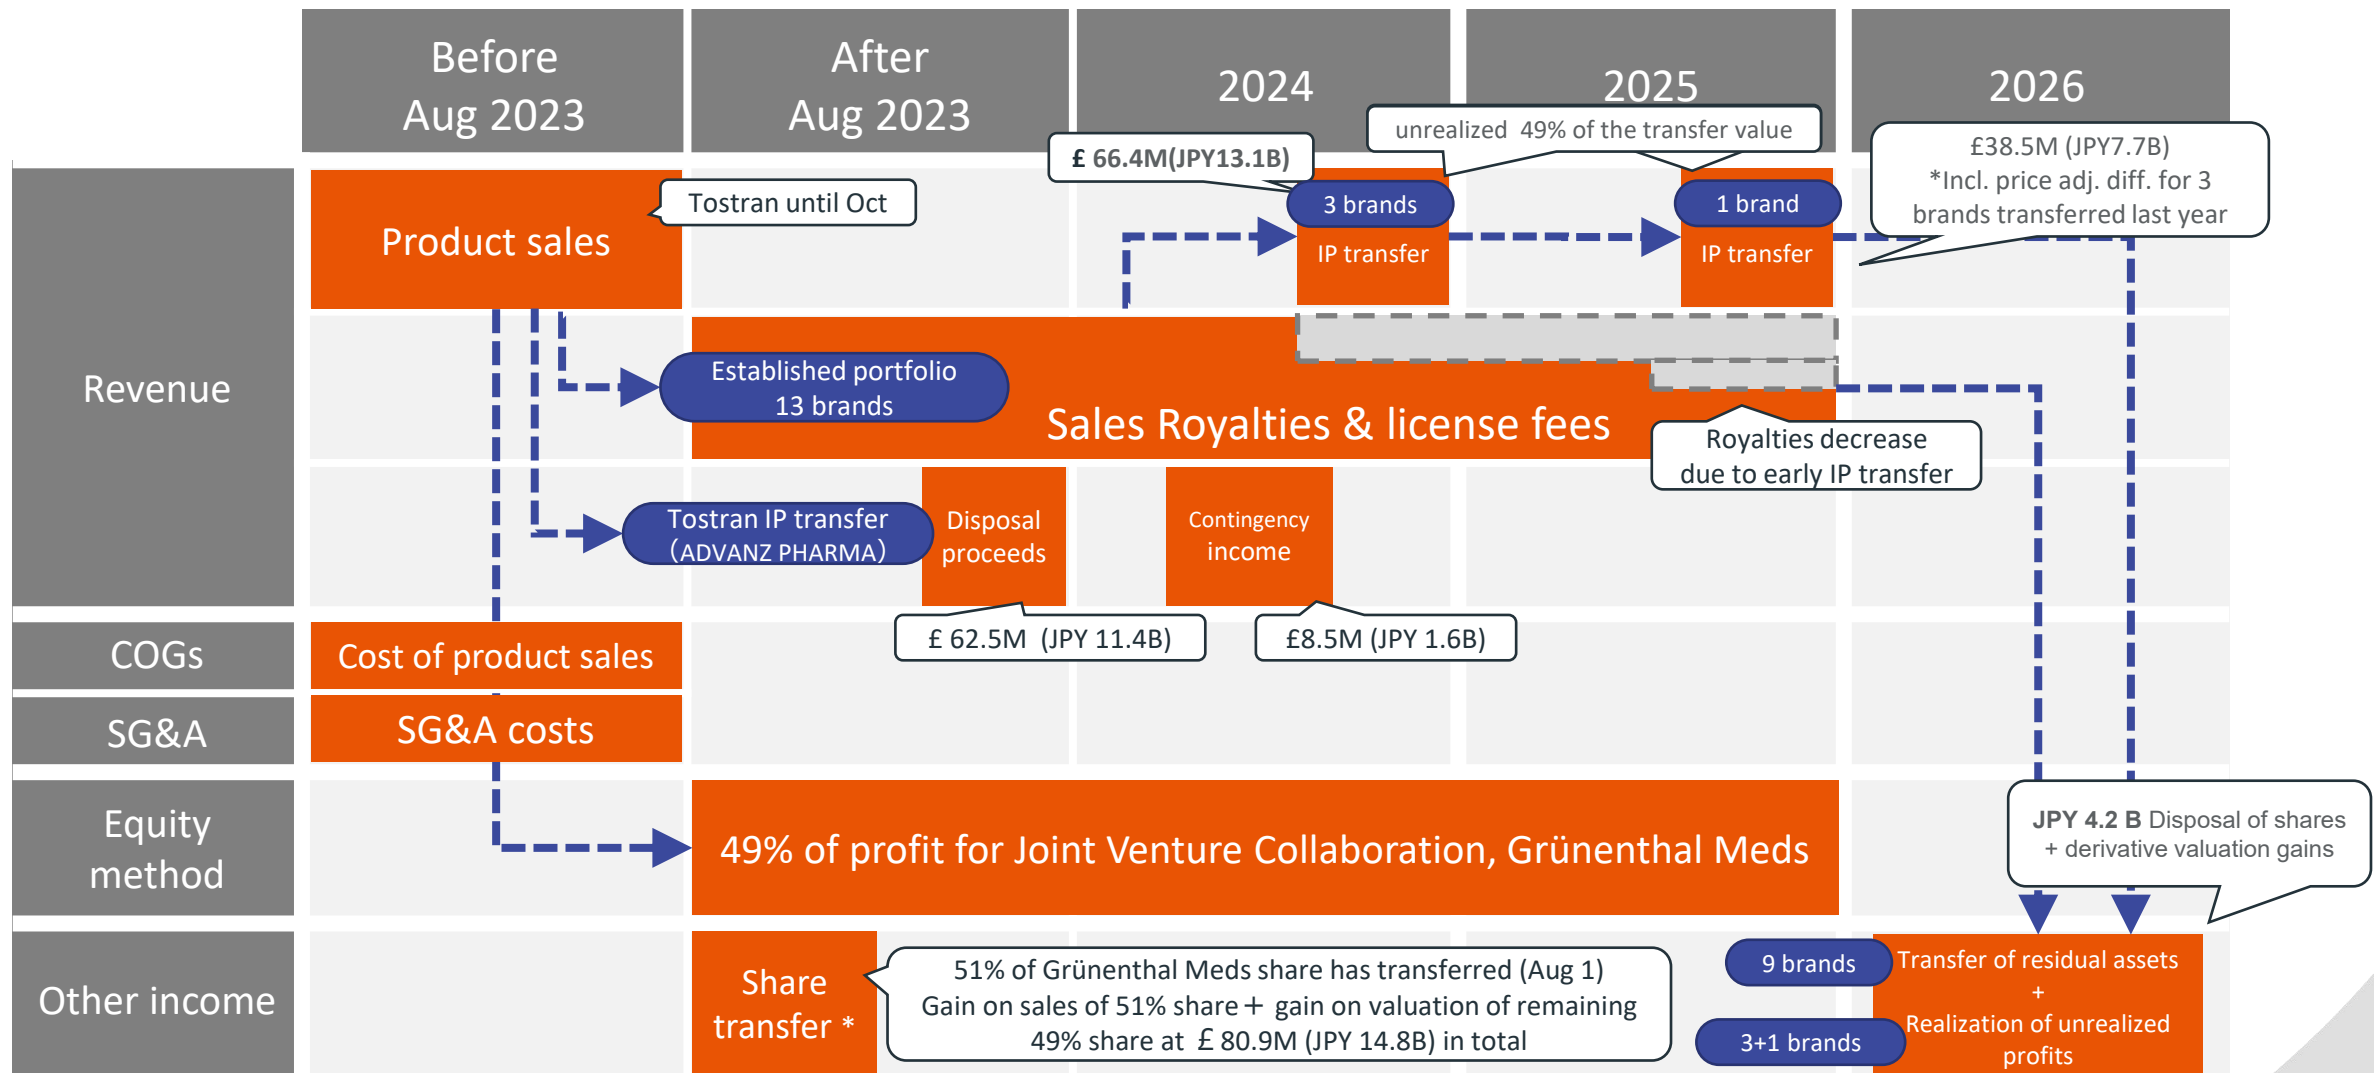 Before
Aug 2023
After
Aug 2023
2024
2025
2026
£ 66.4M(JPY13.1B)
unrealized 49% of the transfer value
£38.5M (JPY7.7B)
*Incl. price adj. diff. for 3
brands transferred last year
Revenue
Product sales
Tostran until Oct
3 brands
IP transfer
1 brand
IP transfer
Established portfolio
13 brands
Sales Royalties & license fees
Royalties decrease
due to early IP transfer
Tostran IP transfer
(ADVANZ PHARMA)
Disposal
proceeds
Contingency
income
£ 62.5M (JPY 11.4B)
£8.5M (JPY 1.6B)
COGs
Cost of product sales
SG&A
SG&A costs
Equity
method
49% of profit for Joint Venture Collaboration, Grünenthal Meds
JPY 4.2 B Disposal of shares
+ derivative valuation gains
Other income
Share
transfer *
51% of Grünenthal Meds share has transferred (Aug 1)
Gain on sales of 51% share＋ gain on valuation of remaining
49% share at £ 80.9M (JPY 14.8B) in total
9 brands
3+1 brands
Transfer of residual assets
+
Realization of unrealized
profits